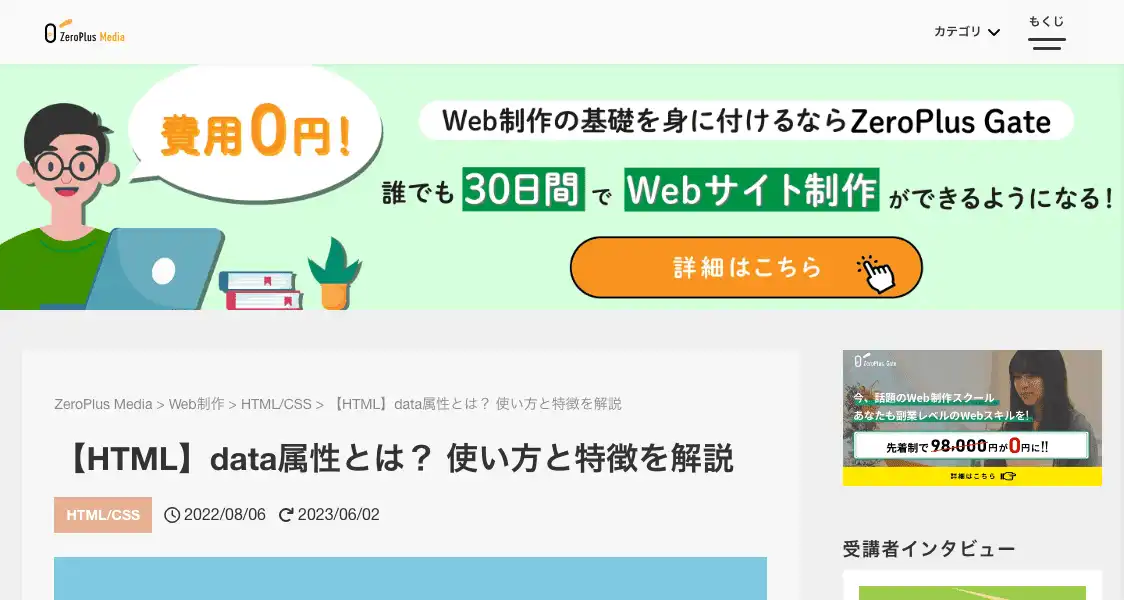 ZeroPlus Media
カテゴリ
もくじ
費用0円!
Web制作の基礎を身に付けるならZeroPlus Gate
誰でも 30日間 で Webサイト制作 ができるようになる!
詳細はこちら
ZeroPlus Media > Web制作 > HTML/CSS > 【HTML】data属性とは？ 使い方と特徴を解説
【HTML】data属性とは？ 使い方と特徴を解説
HTML/CSS 2022/08/06 2023/06/02
ZeroPlus Gate
今、話題のWeb制作スクール
あなたも副業レベルのWebスキルを!
先着制で98,000円が0円に!!
詳細はこちら
受講者インタビュー